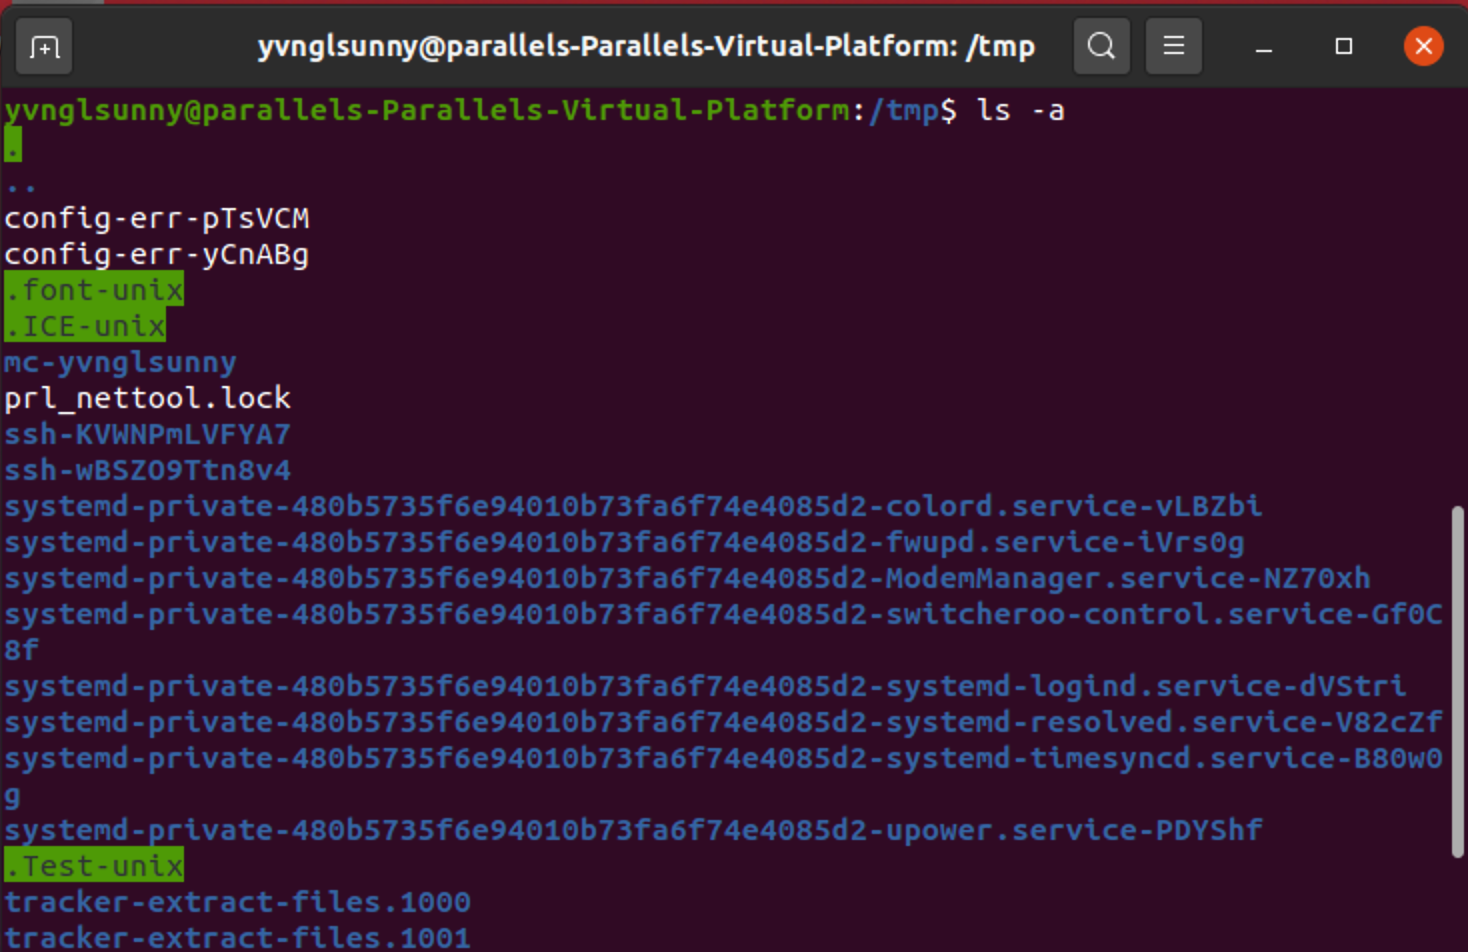 yvnglsunny@parallels-Parallels-Virtual-Platform: /tmp
yvnglsunny@parallels-Parallels-Virtual-Platform:/tmp$ ls -a
.
..
config-err-pTsVCM
config-err-yCnABg
.font-unix
.ICE-unix
mc-yvnglsunny
prl_nettool.lock
ssh-KVWNPmLVFYA7
ssh-wBSZO9Ttn8v4
systemd-private-480b5735f6e94010b73fa6f74e4085d2-colord.service-vLBZbi
systemd-private-480b5735f6e94010b73fa6f74e4085d2-fwupd.service-iVrs0g
systemd-private-480b5735f6e94010b73fa6f74e4085d2-ModemManager.service-NZ70xh
systemd-private-480b5735f6e94010b73fa6f74e4085d2-switcheroo-control.service-Gf0C
8f
systemd-private-480b5735f6e94010b73fa6f74e4085d2-systemd-logind.service-dVStri
systemd-private-480b5735f6e94010b73fa6f74e4085d2-systemd-resolved.service-V82cZf
systemd-private-480b5735f6e94010b73fa6f74e4085d2-systemd-timesyncd.service-B80w0
g
systemd-private-480b5735f6e94010b73fa6f74e4085d2-upower.service-PDYShf
.Test-unix
tracker-extract-files.1000
tracker-extract-files.1001